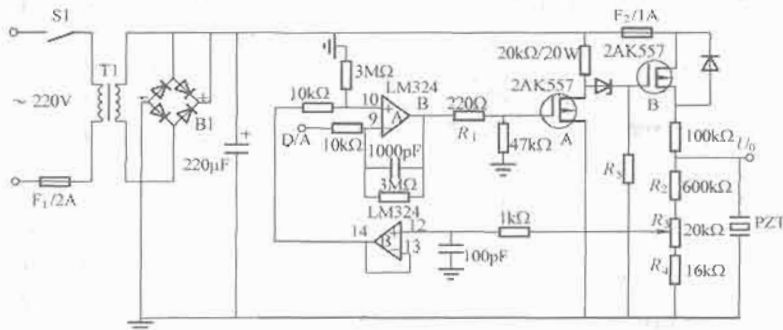 S1
F₂/1A
2AK557
20kΩ/20W
2AK557
3MΩ
LM324
10kΩ
T1
~220V
B1
10
A
9
B
220Ω
R₁
D/A
10kΩ
47kΩ
A
B
100kΩ
U₀
220μF
1000pF
3MΩ
R₅
R₂
600kΩ
F₁/2A
LM324
14
B
12
13
1kΩ
R₃
20kΩ
PZT
100pF
R₄
16kΩ